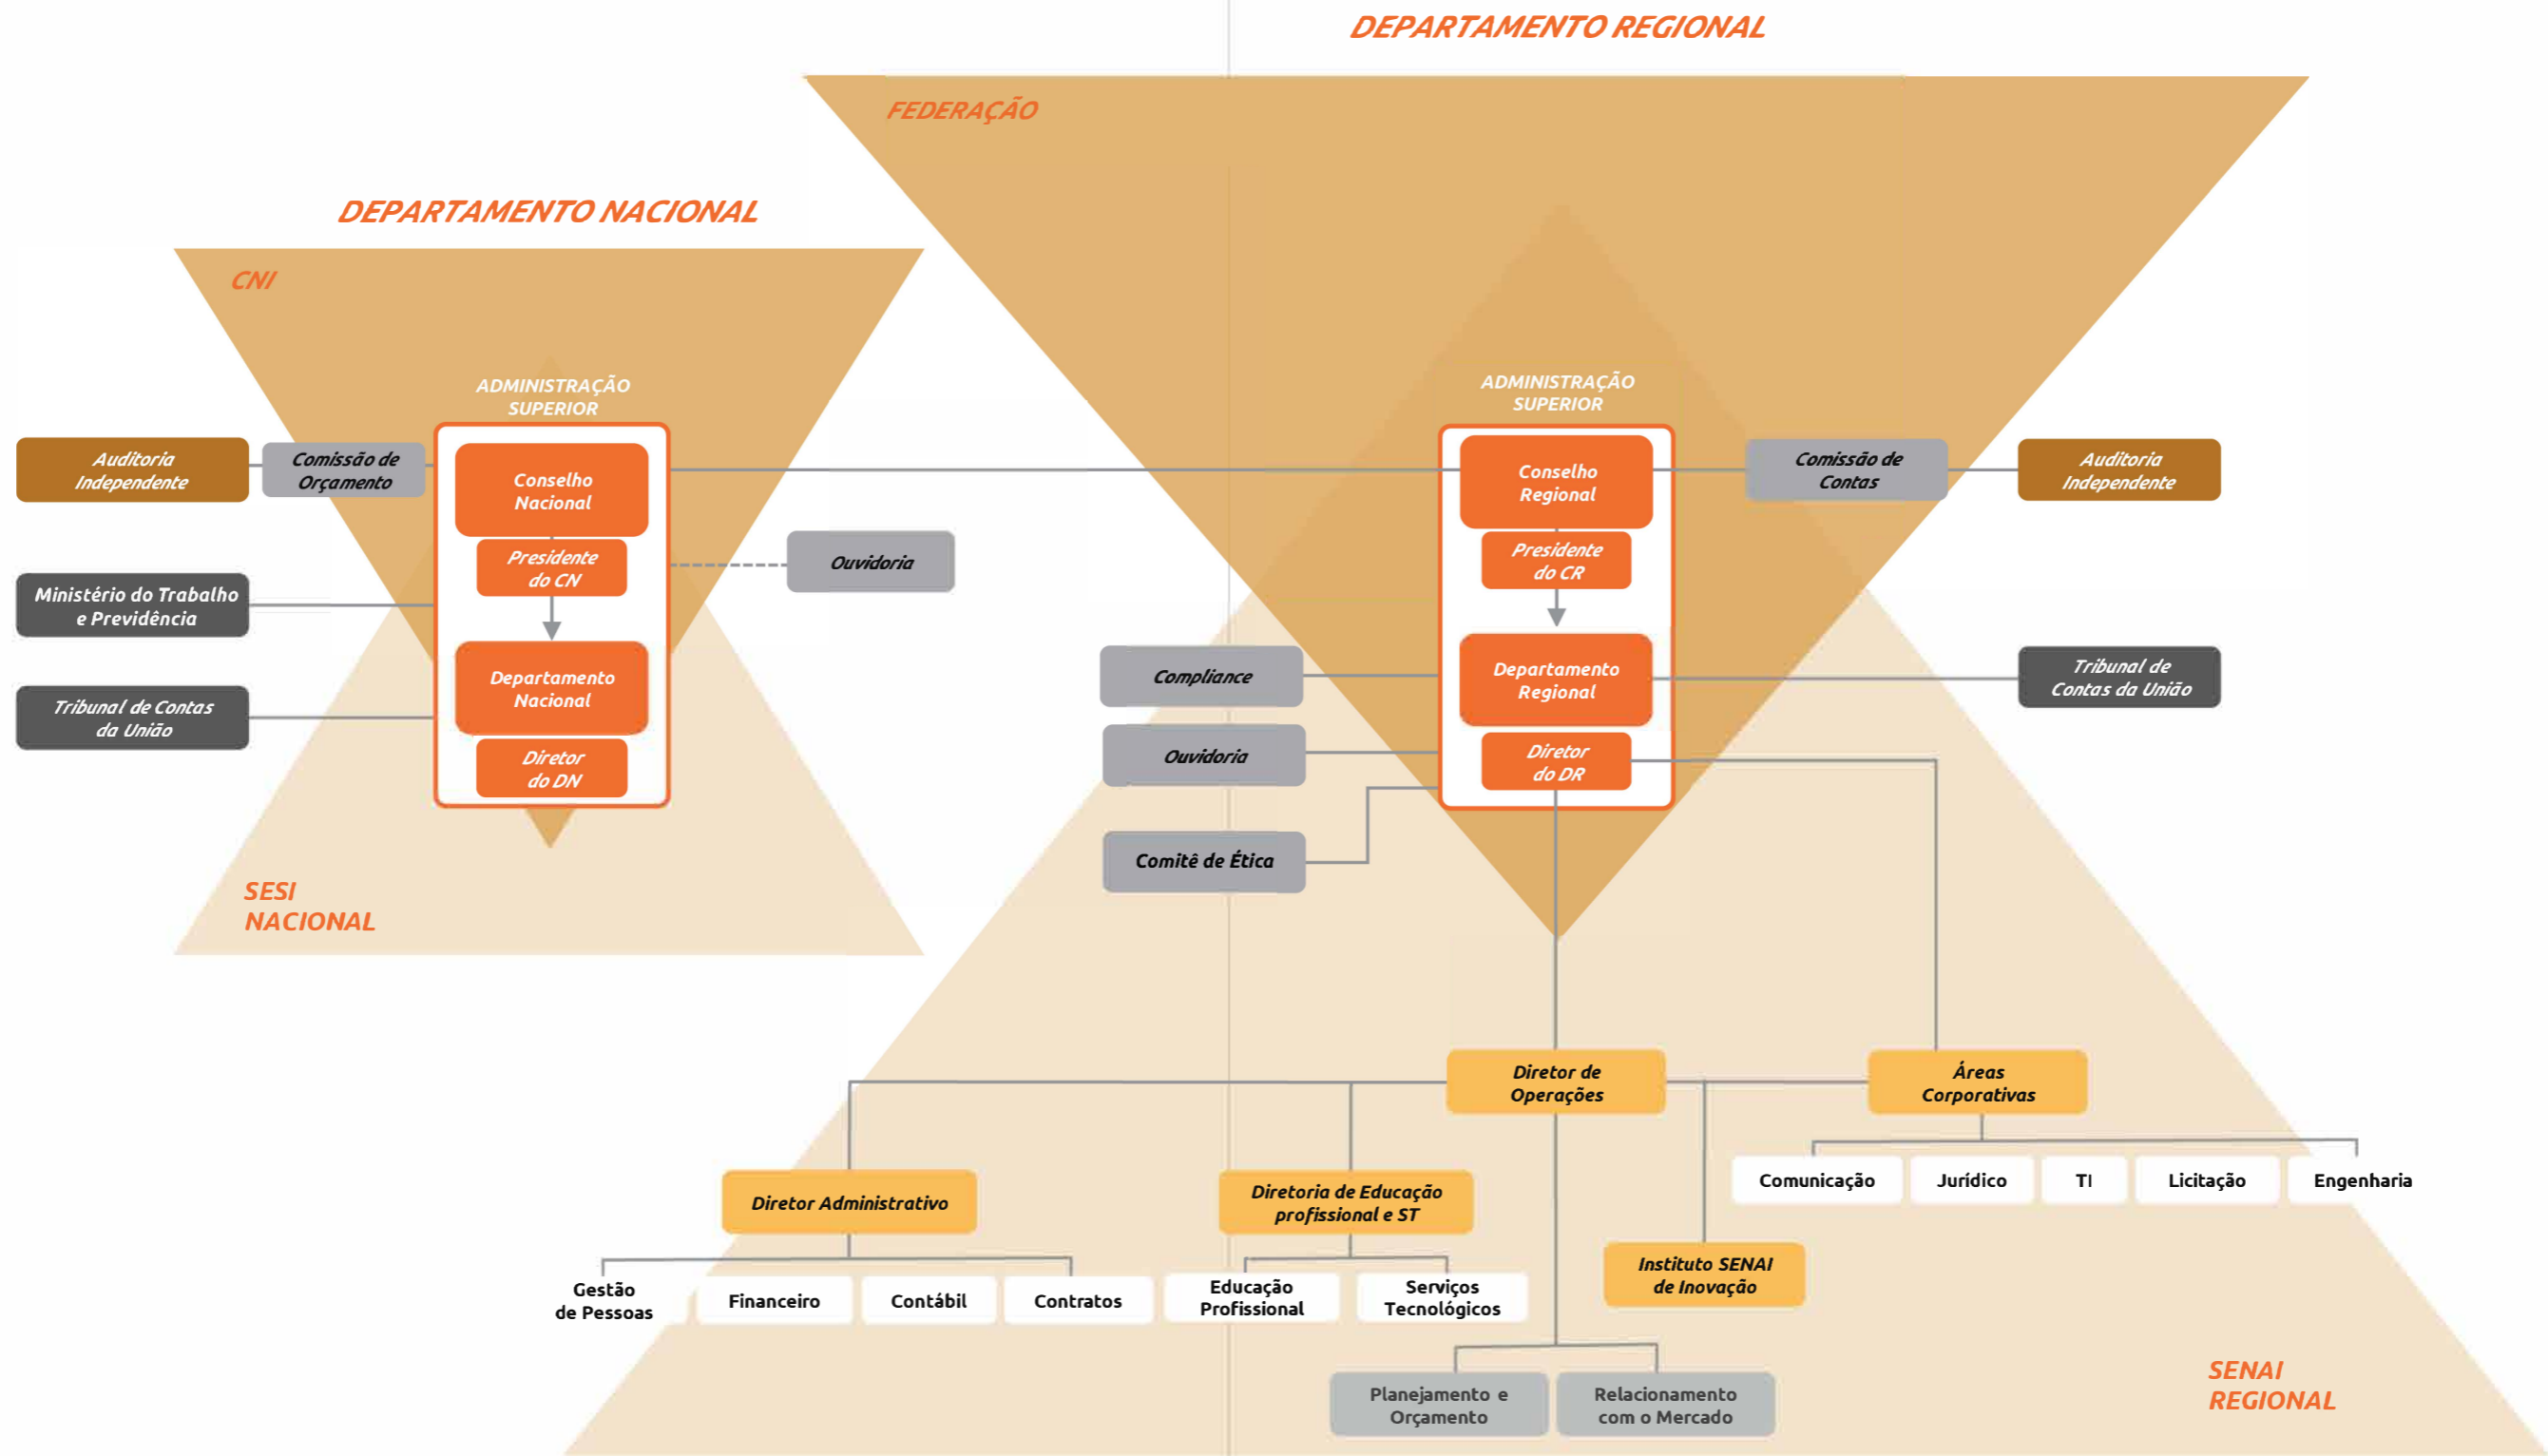 DEPARTAMENTO REGIONAL
FEDERAÇÃO
DEPARTAMENTO NACIONAL
CNI
ADMINISTRAÇÃO
SUPERIOR
Auditoria
Independente
Comissão de
Orçamento
Conselho
Nacional
Presidente
do CN
Ouvidoria
Ministério do Trabalho
e Previdência
Departamento
Nacional
Tribunal de Contas
da União
Diretor
do DN
SESI
NACIONAL
ADMINISTRAÇÃO
SUPERIOR
Conselho
Regional
Comissão de
Contas
Auditoria
Independente
Presidente
do CR
Compliance
Departamento
Regional
Tribunal de
Contas da União
Ouvidoria
Diretor
do DR
Comitê de Ética
Diretor de
Operações
Áreas
Corporativas
Comunicação
Jurídico
TI
Licitação
Engenharia
Diretor Administrativo
Diretoria de Educação
profissional e ST
Instituto SENAI
de Inovação
Gestão
de Pessoas
Financeiro
Contábil
Contratos
Educação
Profissional
Serviços
Tecnológicos
Planejamento e
Orçamento
Relacionamento
com o Mercado
SENAI
REGIONAL